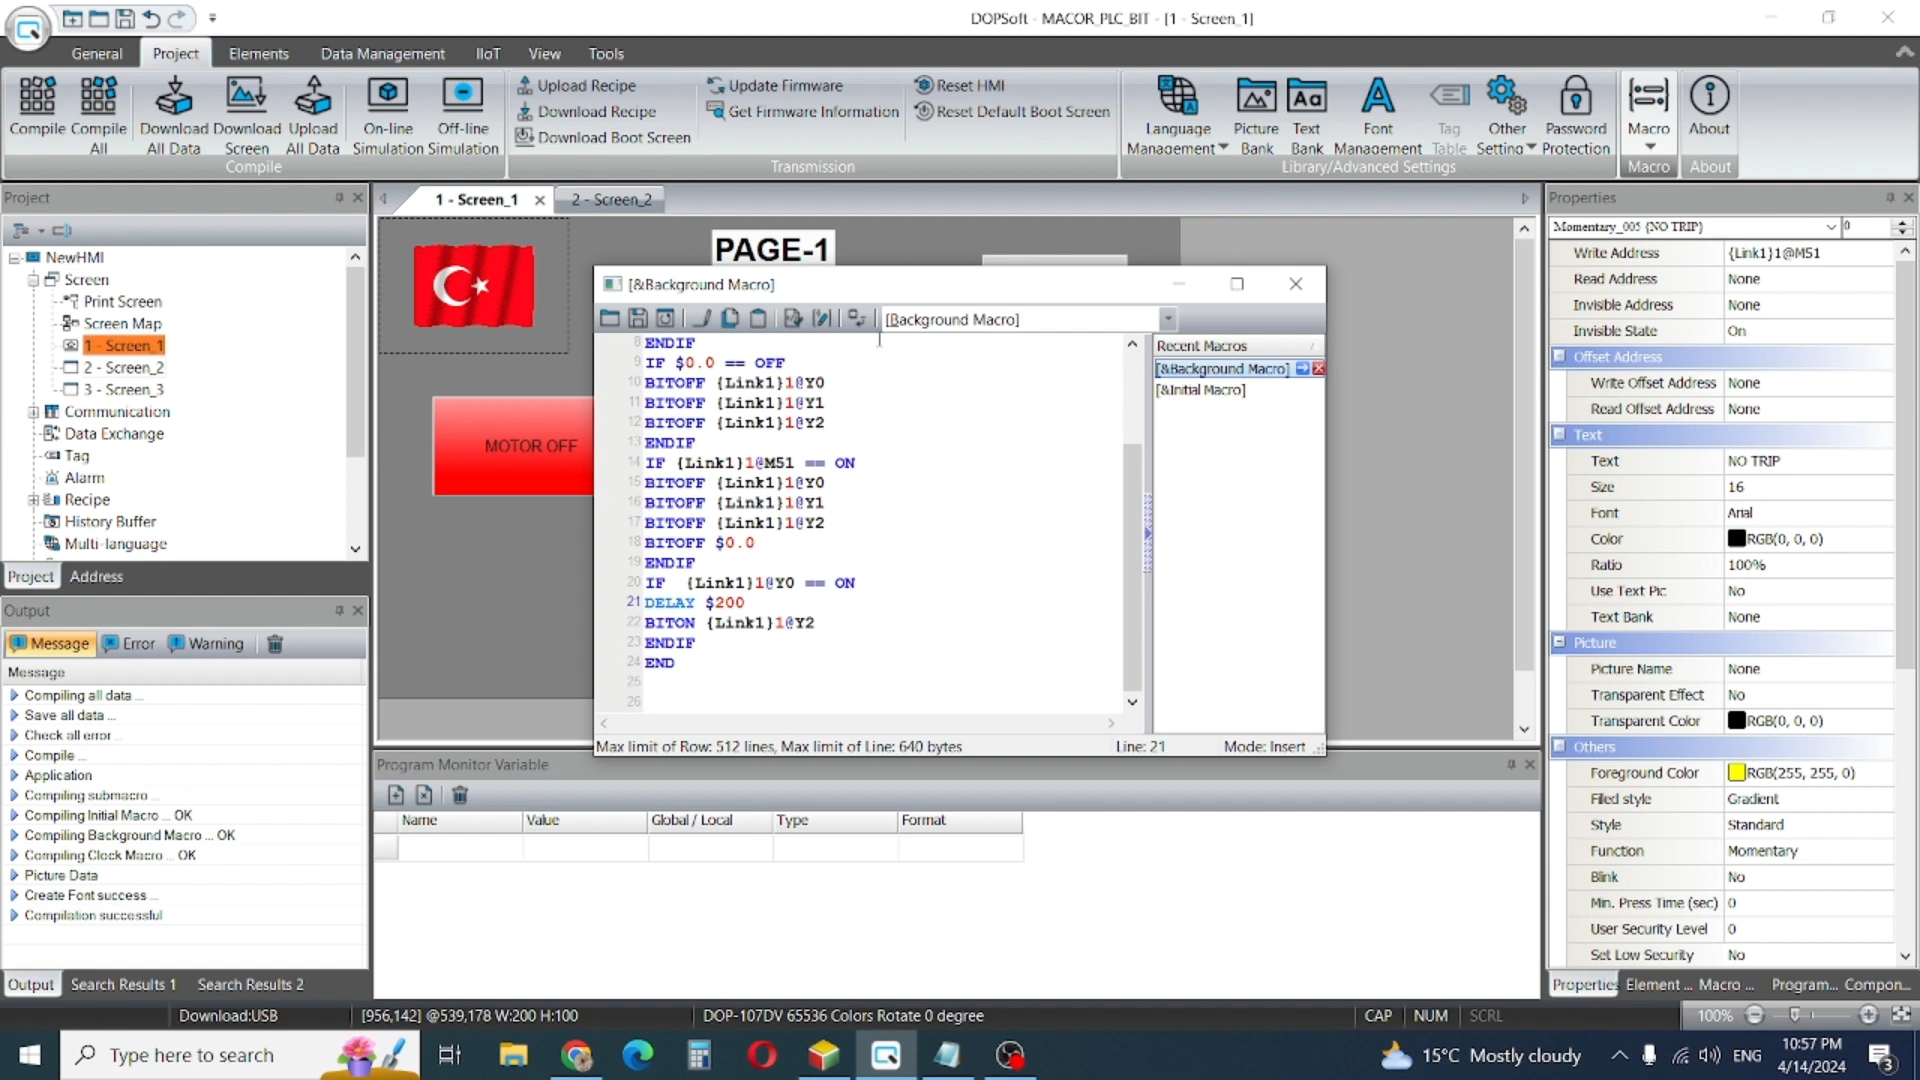 DOPSoft - MACOR_PLC_BIT - [1 - Screen_1]
General Project Elements Data Management IIoT View Tools
Compile
Compile All
Download All Data
Download Screen
Upload All Data
On-line Simulation
Off-line Simulation
Compile
Upload Recipe
Download Recipe
Download Boot Screen
Update Firmware
Get Firmware Information
Reset HMI
Reset Default Boot Screen
Transmission
Language Management
Picture Bank
Text Bank
Font Management
Tag Table
Other Setting
Password Protection
Library/Advanced Settings
Macro
Macro
About
About
Project
NewHMI
Screen
Print Screen
Screen Map
1 - Screen_1
2 - Screen_2
3 - Screen_3
Communication
Data Exchange
Tag
Alarm
Recipe
History Buffer
Multi-language
Project Address
Output
Message Error Warning
Message
Compiling all data ...
Save all data ...
Check all error
Compile ...
Application
Compiling submacro ...
Compiling Initial Macro ... OK
Compiling Background Macro ... OK
Compiling Clock Macro ... OK
Picture Data
Create Font success ...
Compilation successful
Output Search Results 1 Search Results 2
1 - Screen_1 2 - Screen_2
PAGE-1
MOTOR OFF
[&Background Macro]
[Background Macro]
8 ENDIF
9 IF $0.0 == OFF
10 BITOFF {Link1}1@Y0
11 BITOFF {Link1}1@Y1
12 BITOFF {Link1}1@Y2
13 ENDIF
14 IF {Link1}1@M51 == ON
15 BITOFF {Link1}1@Y0
16 BITOFF {Link1}1@Y1
17 BITOFF {Link1}1@Y2
18 BITOFF $0.0
19 ENDIF
20 IF {Link1}1@Y0 == ON
21 DELAY $200
22 BITON {Link1}1@Y2
23 ENDIF
24 END
25
26
Recent Macros
[&Background Macro]
[&Initial Macro]
Max limit of Row: 512 lines, Max limit of Line: 640 bytes Line: 21 Mode: Insert
Program Monitor Variable
Name Value Global / Local Type Format
Properties
Momentary_005 {NO TRIP} 0
Write Address {Link1}1@M51
Read Address None
Invisible Address None
Invisible State On
Offset Address
Write Offset Address None
Read Offset Address None
Text
Text NO TRIP
Size 16
Font Arial
Color RGB(0, 0, 0)
Ratio 100%
Use Text Pic No
Text Bank None
Picture
Picture Name None
Transparent Effect No
Transparent Color RGB(0, 0, 0)
Others
Foreground Color RGB(255, 255, 0)
Filed style Gradient
Style Standard
Function Momentary
Blink No
Min. Press Time (sec) 0
User Security Level 0
Set Low Security No
Properties Element ... Macro ... Program... Compon...
Download:USB [956,142] @539,178 W:200 H:100 DOP-107DV 65536 Colors Rotate 0 degree CAP NUM SCRL 100%
Type here to search
15°C Mostly cloudy
ENG
10:57 PM
4/14/2024
3